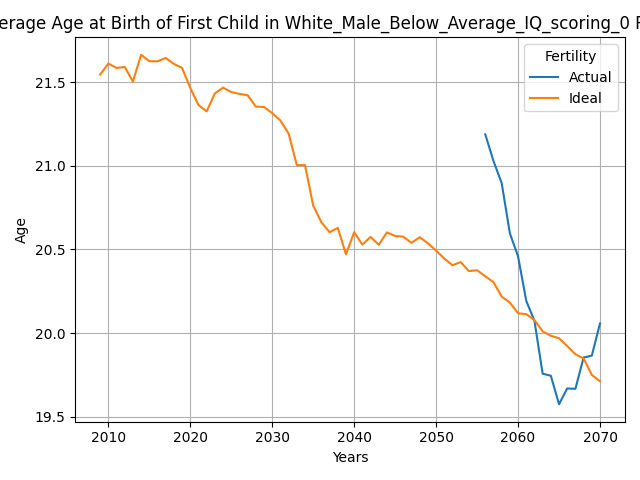 erage Age at Birth of First Child in White_Male_Below_Average_IQ_scoring_0
Fertility
Actual
Ideal
21.5
21.0
20.5
20.0
19.5
Age
2010 2020 2030 2040 2050 2060 2070
Years